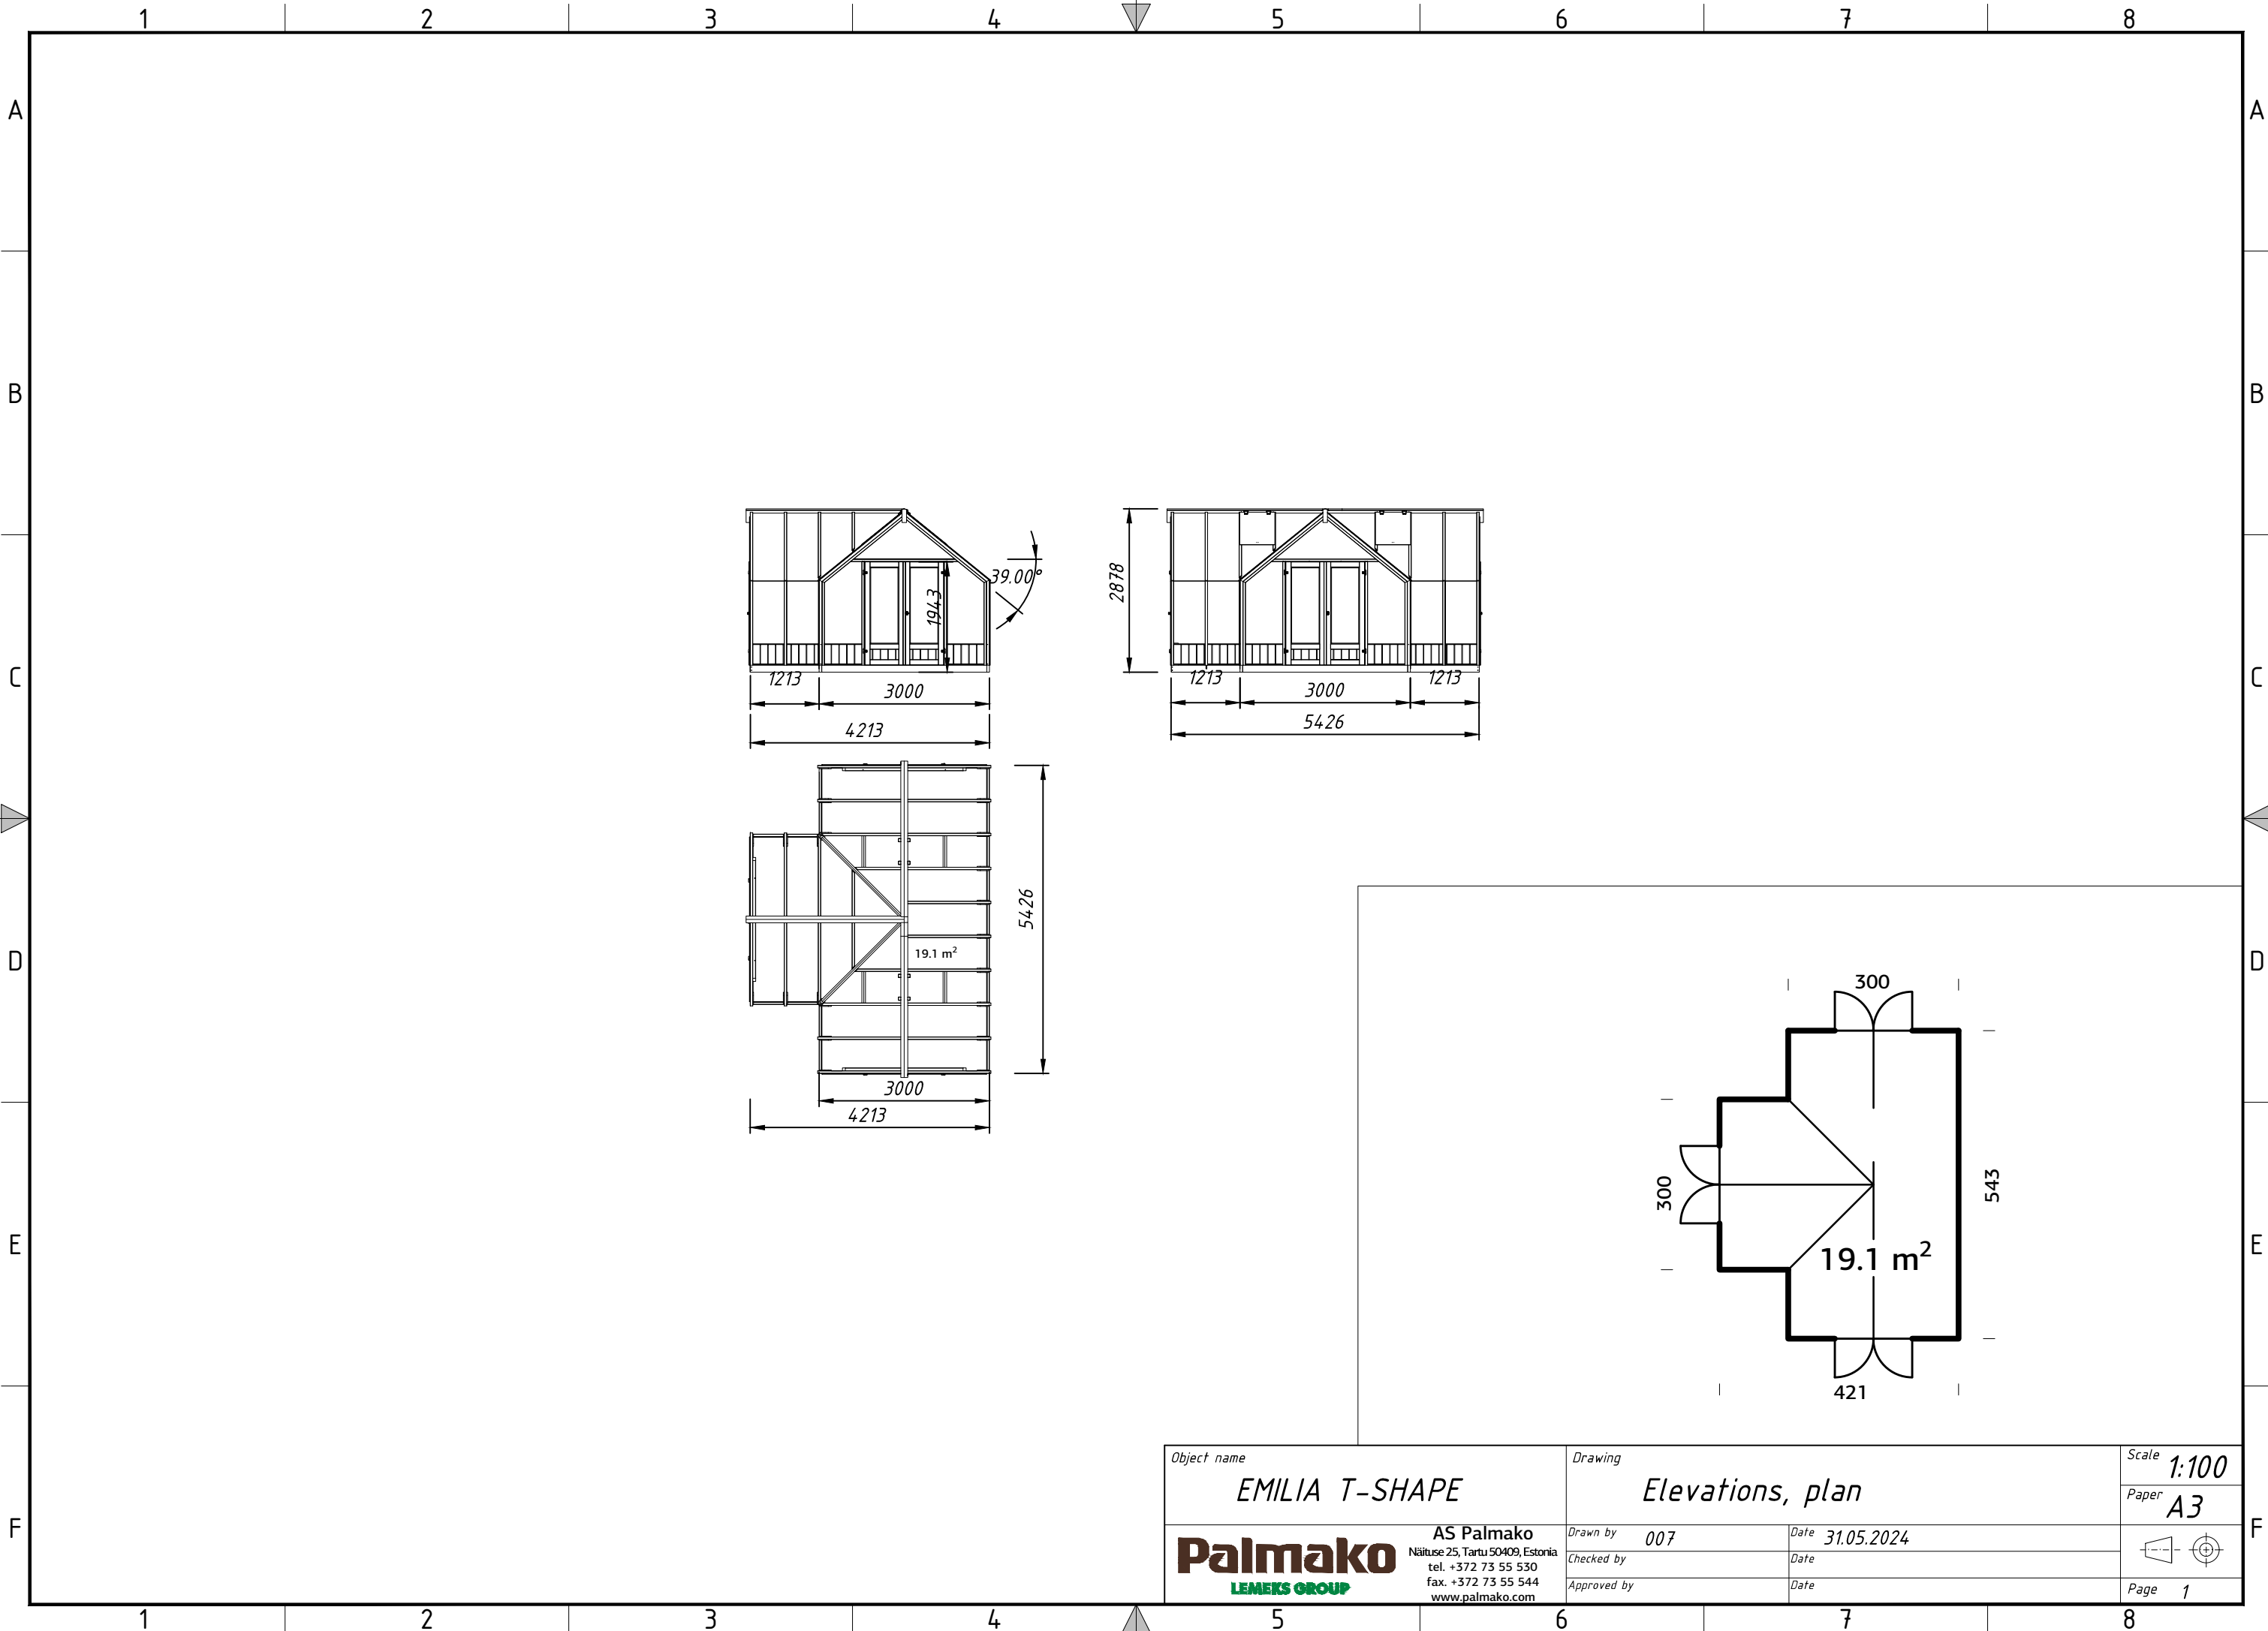 1 2 3 4 5 6 7 8
A A
B B
C C
D D
E E
F F
39.00°
1943
1213
3000
4213
2878
1213
3000
1213
5426
5426
19.1 m²
3000
4213
300
300
543
19.1 m²
421
Object name
EMILIA T-SHAPE
Drawing
Elevations, plan
Scale 1:100
Paper A3
Palmako
LEMEKS GROUP
AS Palmako
Näituse 25, Tartu 50409, Estonia
tel. +372 73 55 530
fax. +372 73 55 544
www.palmako.com
Drawn by 007
Date 31.05.2024
Checked by
Date
Approved by
Date
Page 1
1 2 3 4 5 6 7 8